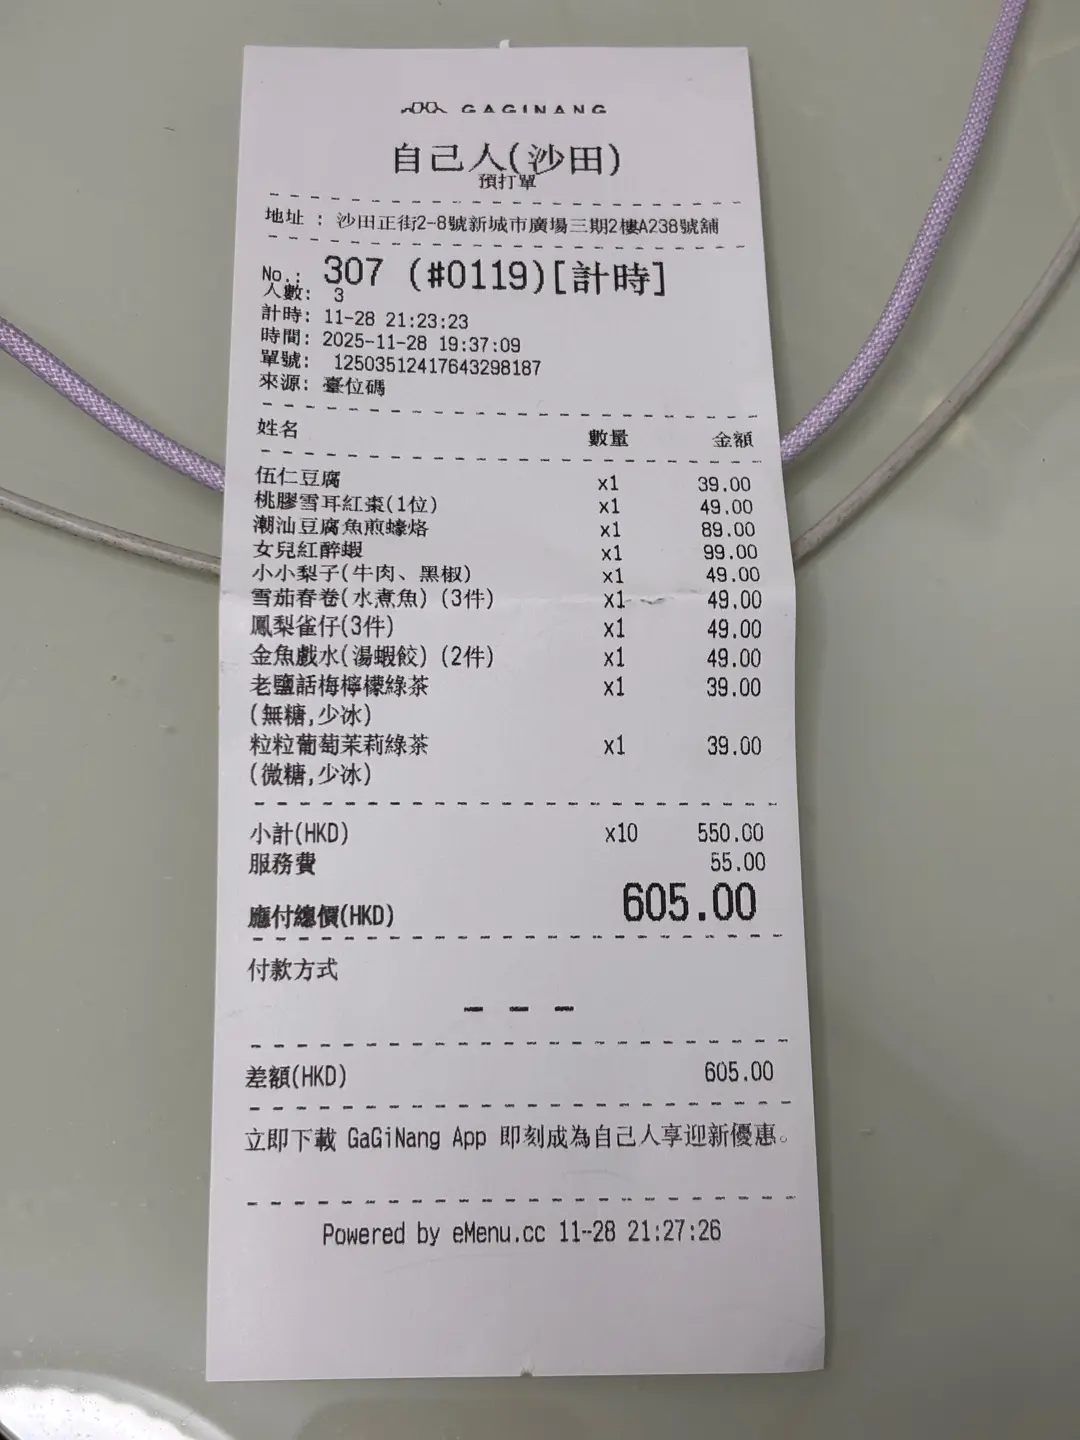 GAGINANG
自己人(沙田)
預打單
地址 : 沙田正街2-8號新城市廣場三期2樓A238號舖
No.: 307 (#0119)[計時]
人數: 3
計時: 11-28 21:23:23
時間: 2025-11-28 19:37:09
單號: 12503512417643298187
來源: 臺位碼
姓名 數量 金額
伍仁豆腐 x1 39.00
桃膠雪耳紅棗(1位) x1 49.00
潮汕豆腐魚煎蠔烙 x1 89.00
女兒紅醉蝦 x1 99.00
小小梨子(牛肉、黑椒) x1 49.00
雪茄春卷(水煮魚) (3件) x1 49.00
鳳梨雀仔(3件) x1 49.00
金魚戲水(湯蝦餃) (2件) x1 49.00
老鹽話梅檸檬綠茶 x1 39.00
(無糖,少冰)
粒粒葡萄茉莉綠茶 x1 39.00
(微糖,少冰)
小計(HKD) x10 550.00
服務費 55.00
應付總價(HKD) 605.00
付款方式
— — —
差額(HKD) 605.00
立即下載 GaGiNang App 即刻成為自己人享迎新優惠。
Powered by eMenu.cc 11-28 21:27:26